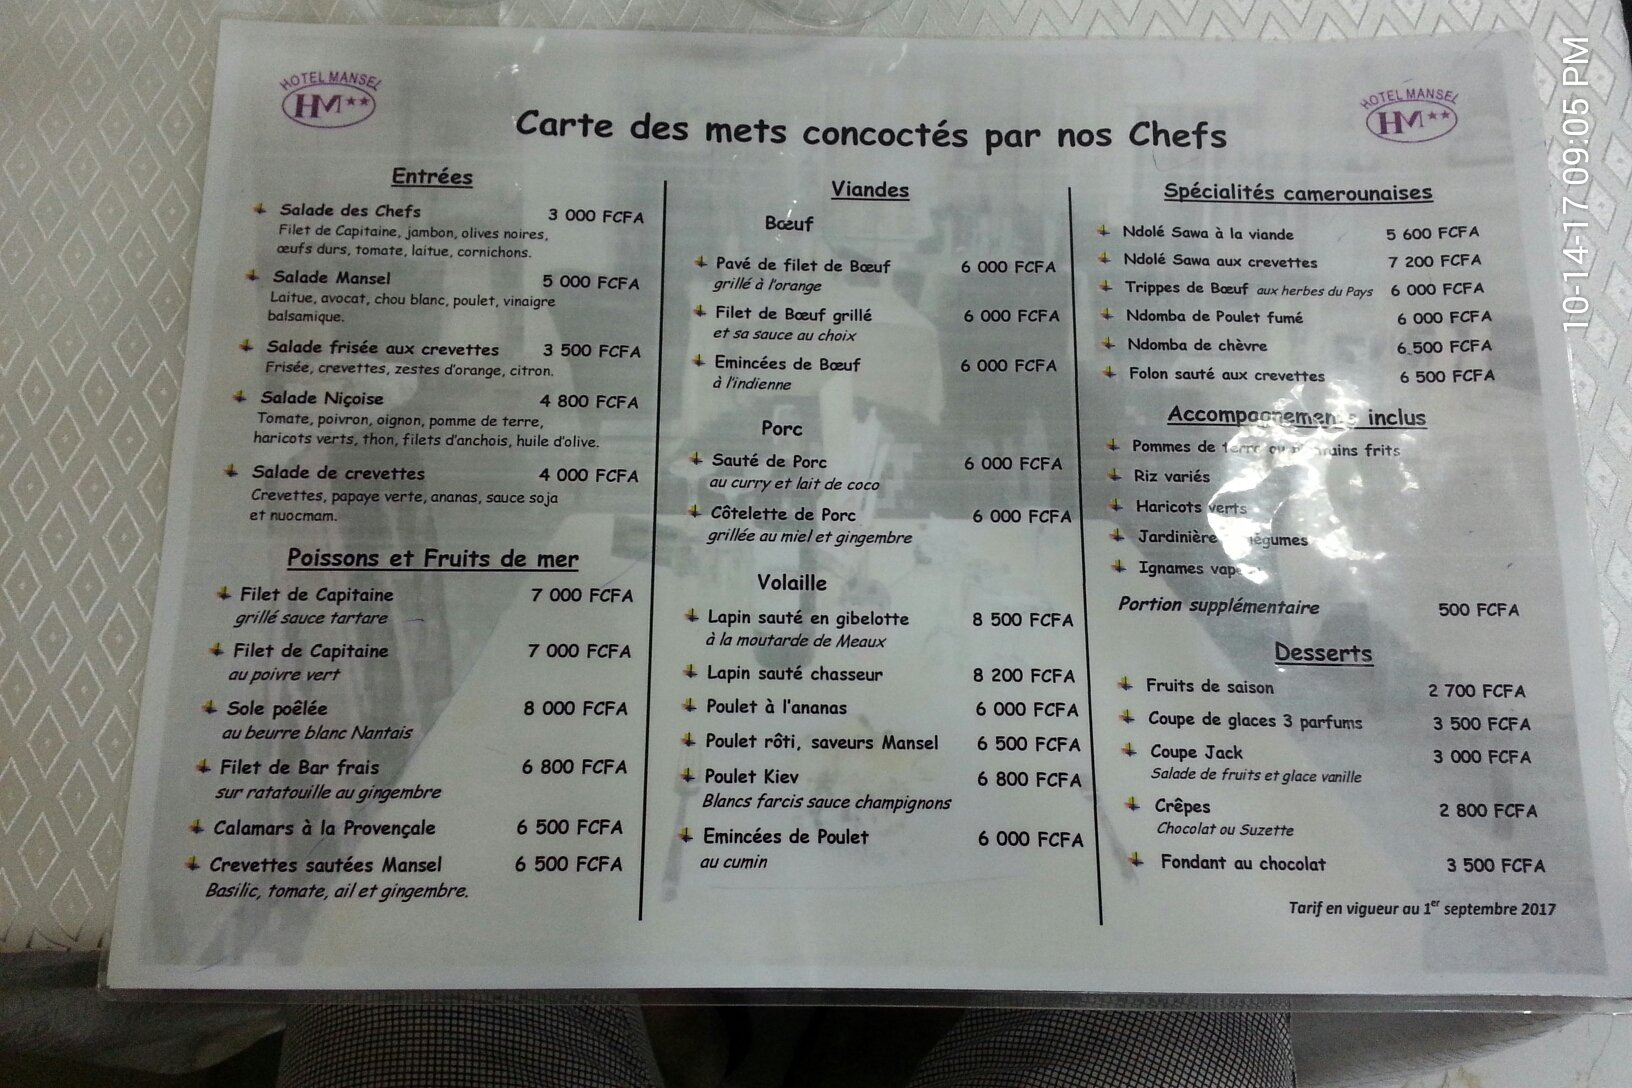 HOTEL MANSEL
HM**
HOTEL MANSEL
HM**
Carte des mets concoctés par nos Chefs
Entrées
Salade des Chefs 3 000 FCFA
Filet de Capitaine, jambon, olives noires,
œufs durs, tomate, laitue, cornichons.
Salade Mansel 5 000 FCFA
Laitue, avocat, chou blanc, poulet, vinaigre
balsamique.
Salade frisée aux crevettes 3 500 FCFA
Frisée, crevettes, zestes d'orange, citron.
Salade Niçoise 4 800 FCFA
Tomate, poivron, oignon, pomme de terre,
haricots verts, thon, filets d'anchois, huile d'olive.
Salade de crevettes 4 000 FCFA
Crevettes, papaye verte, ananas, sauce soja
et nuocmam.
Poissons et Fruits de mer
Filet de Capitaine 7 000 FCFA
grillé sauce tartare
Filet de Capitaine 7 000 FCFA
au poivre vert
Sole poêlée 8 000 FCFA
au beurre blanc Nantais
Filet de Bar frais 6 800 FCFA
sur ratatouille au gingembre
Calamars à la Provençale 6 500 FCFA
Crevettes sautées Mansel 6 500 FCFA
Basilic, tomate, ail et gingembre.
Viandes
Bœuf
Pavé de filet de Bœuf 6 000 FCFA
grillé à l'orange
Filet de Bœuf grillé 6 000 FCFA
et sa sauce au choix
Emincées de Bœuf 6 000 FCFA
à l'indienne
Porc
Sauté de Porc 6 000 FCFA
au curry et lait de coco
Côtelette de Porc 6 000 FCFA
grillée au miel et gingembre
Volaille
Lapin sauté en gibelotte 8 500 FCFA
à la moutarde de Meaux
Lapin sauté chasseur 8 200 FCFA
Poulet à l'ananas 6 000 FCFA
Poulet rôti, saveurs Mansel 6 500 FCFA
Poulet Kiev 6 800 FCFA
Blancs farcis sauce champignons
Emincées de Poulet 6 000 FCFA
au cumin
Spécialités camerounaises
Ndolé Sawa à la viande 5 600 FCFA
Ndolé Sawa aux crevettes 7 200 FCFA
Trippes de Bœuf aux herbes du Pays 6 000 FCFA
Ndomba de Poulet fumé 6 000 FCFA
Ndomba de chèvre 6 500 FCFA
Folon sauté aux crevettes 6 500 FCFA
Accompagnements inclus
Pommes de terre ou frits
Riz variés
Haricots verts
Jardinière légumes
Ignames
Portion supplémentaire 500 FCFA
Desserts
Fruits de saison 2 700 FCFA
Coupe de glaces 3 parfums 3 500 FCFA
Coupe Jack 3 000 FCFA
Salade de fruits et glace vanille
Crêpes 2 800 FCFA
Chocolat ou Suzette
Fondant au chocolat 3 500 FCFA
Tarif en vigueur au 1er septembre 2017
10-14-17 09:05 PM